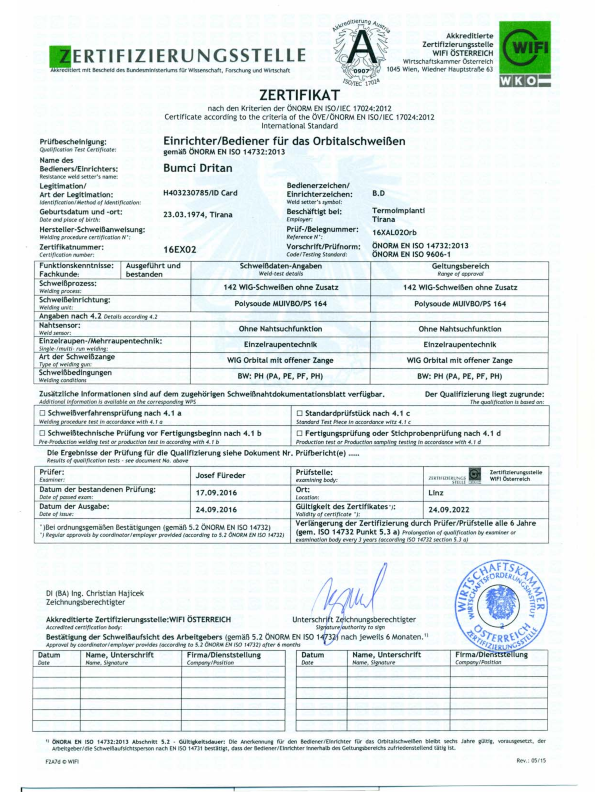 ZERTIFIZIERUNGSSTELLE
Akkreditiert mit Bescheid des Bundesministeriums für Wissenschaft, Forschung und Wirtschaft
Akkreditierung Austria
A
0907
ISO/IEC 17024
Akkreditierte
Zertifizierungsstelle
WIFI ÖSTERREICH
Wirtschaftskammer Österreich
1045 Wien, Wiedner Hauptstraße 63
WIFI
WKO
ZERTIFIKAT
nach den Kriterien der ÖNORM EN ISO/IEC 17024:2012
Certificate according to the criteria of the ÖVE/ÖNORM EN ISO/IEC 17024:2012
International Standard
Prüfbescheinigung: Einrichter/Bediener für das Orbitalschweißen
Qualification Test Certificate: gemäß ÖNORM EN ISO 14732:2013
Name des
Bedieners/Einrichters: Bumci Dritan
Resistance weld setter's name:
Legitimation/ Bedienerzeichen/
Art der Legitimation: H403230785/ID Card Einrichterzeichen: B.D
Identification/Method of Identification: Weld setter's symbol:
Geburtsdatum und -ort: 23.03.1974, Tirana Beschäftigt bei: Termoimpianti
Date and place of birth: Employer: Tirana
Hersteller-Schweißanweisung: Prüf-/Belegnummer: 16XAL02Orb
Welding procedure certification N°: Reference N°:
Zertifikatnummer: 16EX02 Vorschrift/Prüfnorm: ÖNORM EN ISO 14732:2013
Certification number: Code/Testing Standard: ÖNORM EN ISO 9606-1
Funktionskenntnisse: Ausgeführt und Schweißdaten-Angaben Geltungsbereich
Fachkunde: bestanden Weld-test details Range of approval
Schweißprozess: 142 WIG-Schweißen ohne Zusatz 142 WIG-Schweißen ohne Zusatz
Welding process:
Schweißeinrichtung: Polysoude MUIVBO/PS 164 Polysoude MUIVBO/PS 164
Welding unit:
Angaben nach 4.2 Details according 4.2
Nahtsensor: Ohne Nahtsuchfunktion Ohne Nahtsuchfunktion
Weld sensor:
Einzelraupen-/Mehrraupentechnik: Einzelraupentechnik Einzelraupentechnik
Single-/multi- run welding:
Art der Schweißzange WIG Orbital mit offener Zange WIG Orbital mit offener Zange
Type of welding gun:
Schweißbedingungen BW: PH (PA, PE, PF, PH) BW: PH (PA, PE, PF, PH)
Welding conditions
Zusätzliche Informationen sind auf dem zugehörigen Schweißnahtdokumentationsblatt verfügbar. Der Qualifizierung liegt zugrunde:
Additional information is available on the corresponding WPS The qualification is based on:
☐ Schweißverfahrensprüfung nach 4.1 a ☐ Standardprüfstück nach 4.1 c
Welding procedure test in accordance with 4.1 a Standard Test Piece in accordance witz 4.1 c
☐ Schweißtechnische Prüfung vor Fertigungsbeginn nach 4.1 b ☐ Fertigungsprüfung oder Stichprobenprüfung nach 4.1 d
Pre-Production welding test or production test in according with 4.1 b Production test or Production sampling testing in accordance with 4.1 d
Die Ergebnisse der Prüfung für die Qualifizierung siehe Dokument Nr. Prüfbericht(e) .....
Results of qualification tests - see document No. above
Prüfer: Josef Füreder Prüfstelle: ZERTIFIZIERUNGS STELLE Zertifizierungsstelle
Examiner: examining body: WIFI Österreich
Datum der bestandenen Prüfung: 17.09.2016 Ort: Linz
Date of passed exam: Location:
Datum der Ausgabe: 24.09.2016 Gültigkeit des Zertifikates*): 24.09.2022
Date of issue: Validity of certificate *):
*)Bei ordnungsgemäßen Bestätigungen (gemäß 5.2 ÖNORM EN ISO 14732) Verlängerung der Zertifizierung durch Prüfer/Prüfstelle alle 6 Jahre
*) Regular approvals by coordinator/employer provided (according to 5.2 ÖNORM EN ISO 14732) (gem. ISO 14732 Punkt 5.3 a) Prolongation of qualification by examiner or
examination body every 3 years (according ISO 14732 section 5.3 a)
DI (BA) Ing. Christian Hajicek
Zeichnungsberechtigter
WIRTSCHAFTSKAMMER
WIRTSCHAFTSFÖRDERUNGSINSTITUT
2
ÖSTERREICH
ZERTIFIZIERUNGSSTELLE
Akkreditierte Zertifizierungsstelle:WIFI ÖSTERREICH Unterschrift Zeichnungsberechtigter
Accredited certification body: Signature/authority to sign
Bestätigung der Schweißaufsicht des Arbeitgebers (gemäß 5.2 ÖNORM EN ISO 14732) nach jeweils 6 Monaten.1)
Approval by coordinator/employer provides (according to 5.2 ÖNORM EN ISO 14732) after 6 months
Datum Name, Unterschrift Firma/Dienststellung Datum Name, Unterschrift Firma/Dienststellung
Date Name, Signature Company/Position Date Name, Signature Company/Position
1) ÖNORM EN ISO 14732:2013 Abschnitt 5.2 - Gültigkeitsdauer: Die Anerkennung für den Bediener/Einrichter für das Orbitalschweißen bleibt sechs Jahre gültig, vorausgesetzt, der
Arbeitgeber/die Schweißaufsichtsperson nach EN ISO 14731 bestätigt, dass der Bediener/Einrichter innerhalb des Geltungsbereichs zufriedenstellend tätig ist.
F2A7d © WIFI Rev.: 05/15